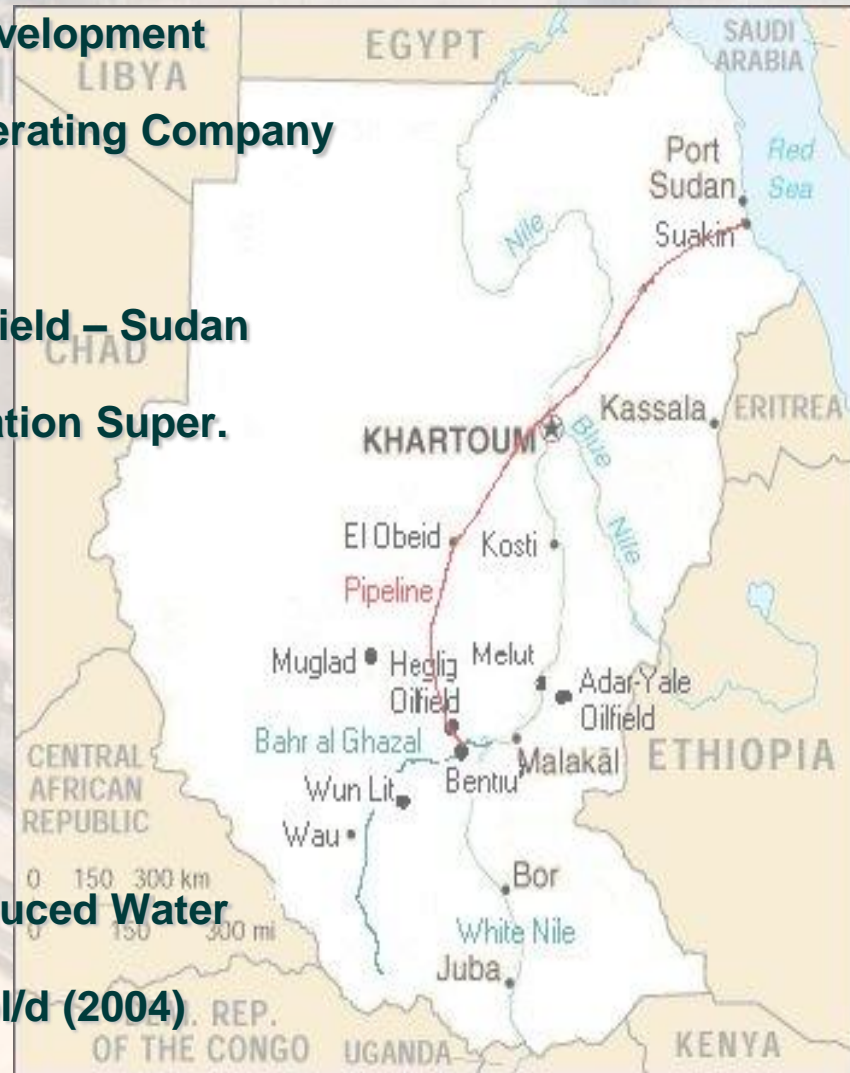 velopment
erating Company
ield – Sudan
ation Super.
uced Water
l/d (2004)
EGYPT
SAUDI
ARABIA
LIBYA
Port
Sudan
Red
Sea
Suakin
Nile
CHAD
Kassala
ERITREA
KHARTOUM
Blue
Nile
El Obeid
Kosti
Pipeline
Muglad
Heglig
Oilfield
Melut
Adar-Yale
Oilfield
Bahr al Ghazal
Bentiu
Malakâl
ETHIOPIA
CENTRAL
AFRICAN
REPUBLIC
Wun Lit
Wau
0 150 300 km
0 150 300 mi
Bor
White Nile
Juba
DEM. REP.
OF THE CONGO
UGANDA
KENYA